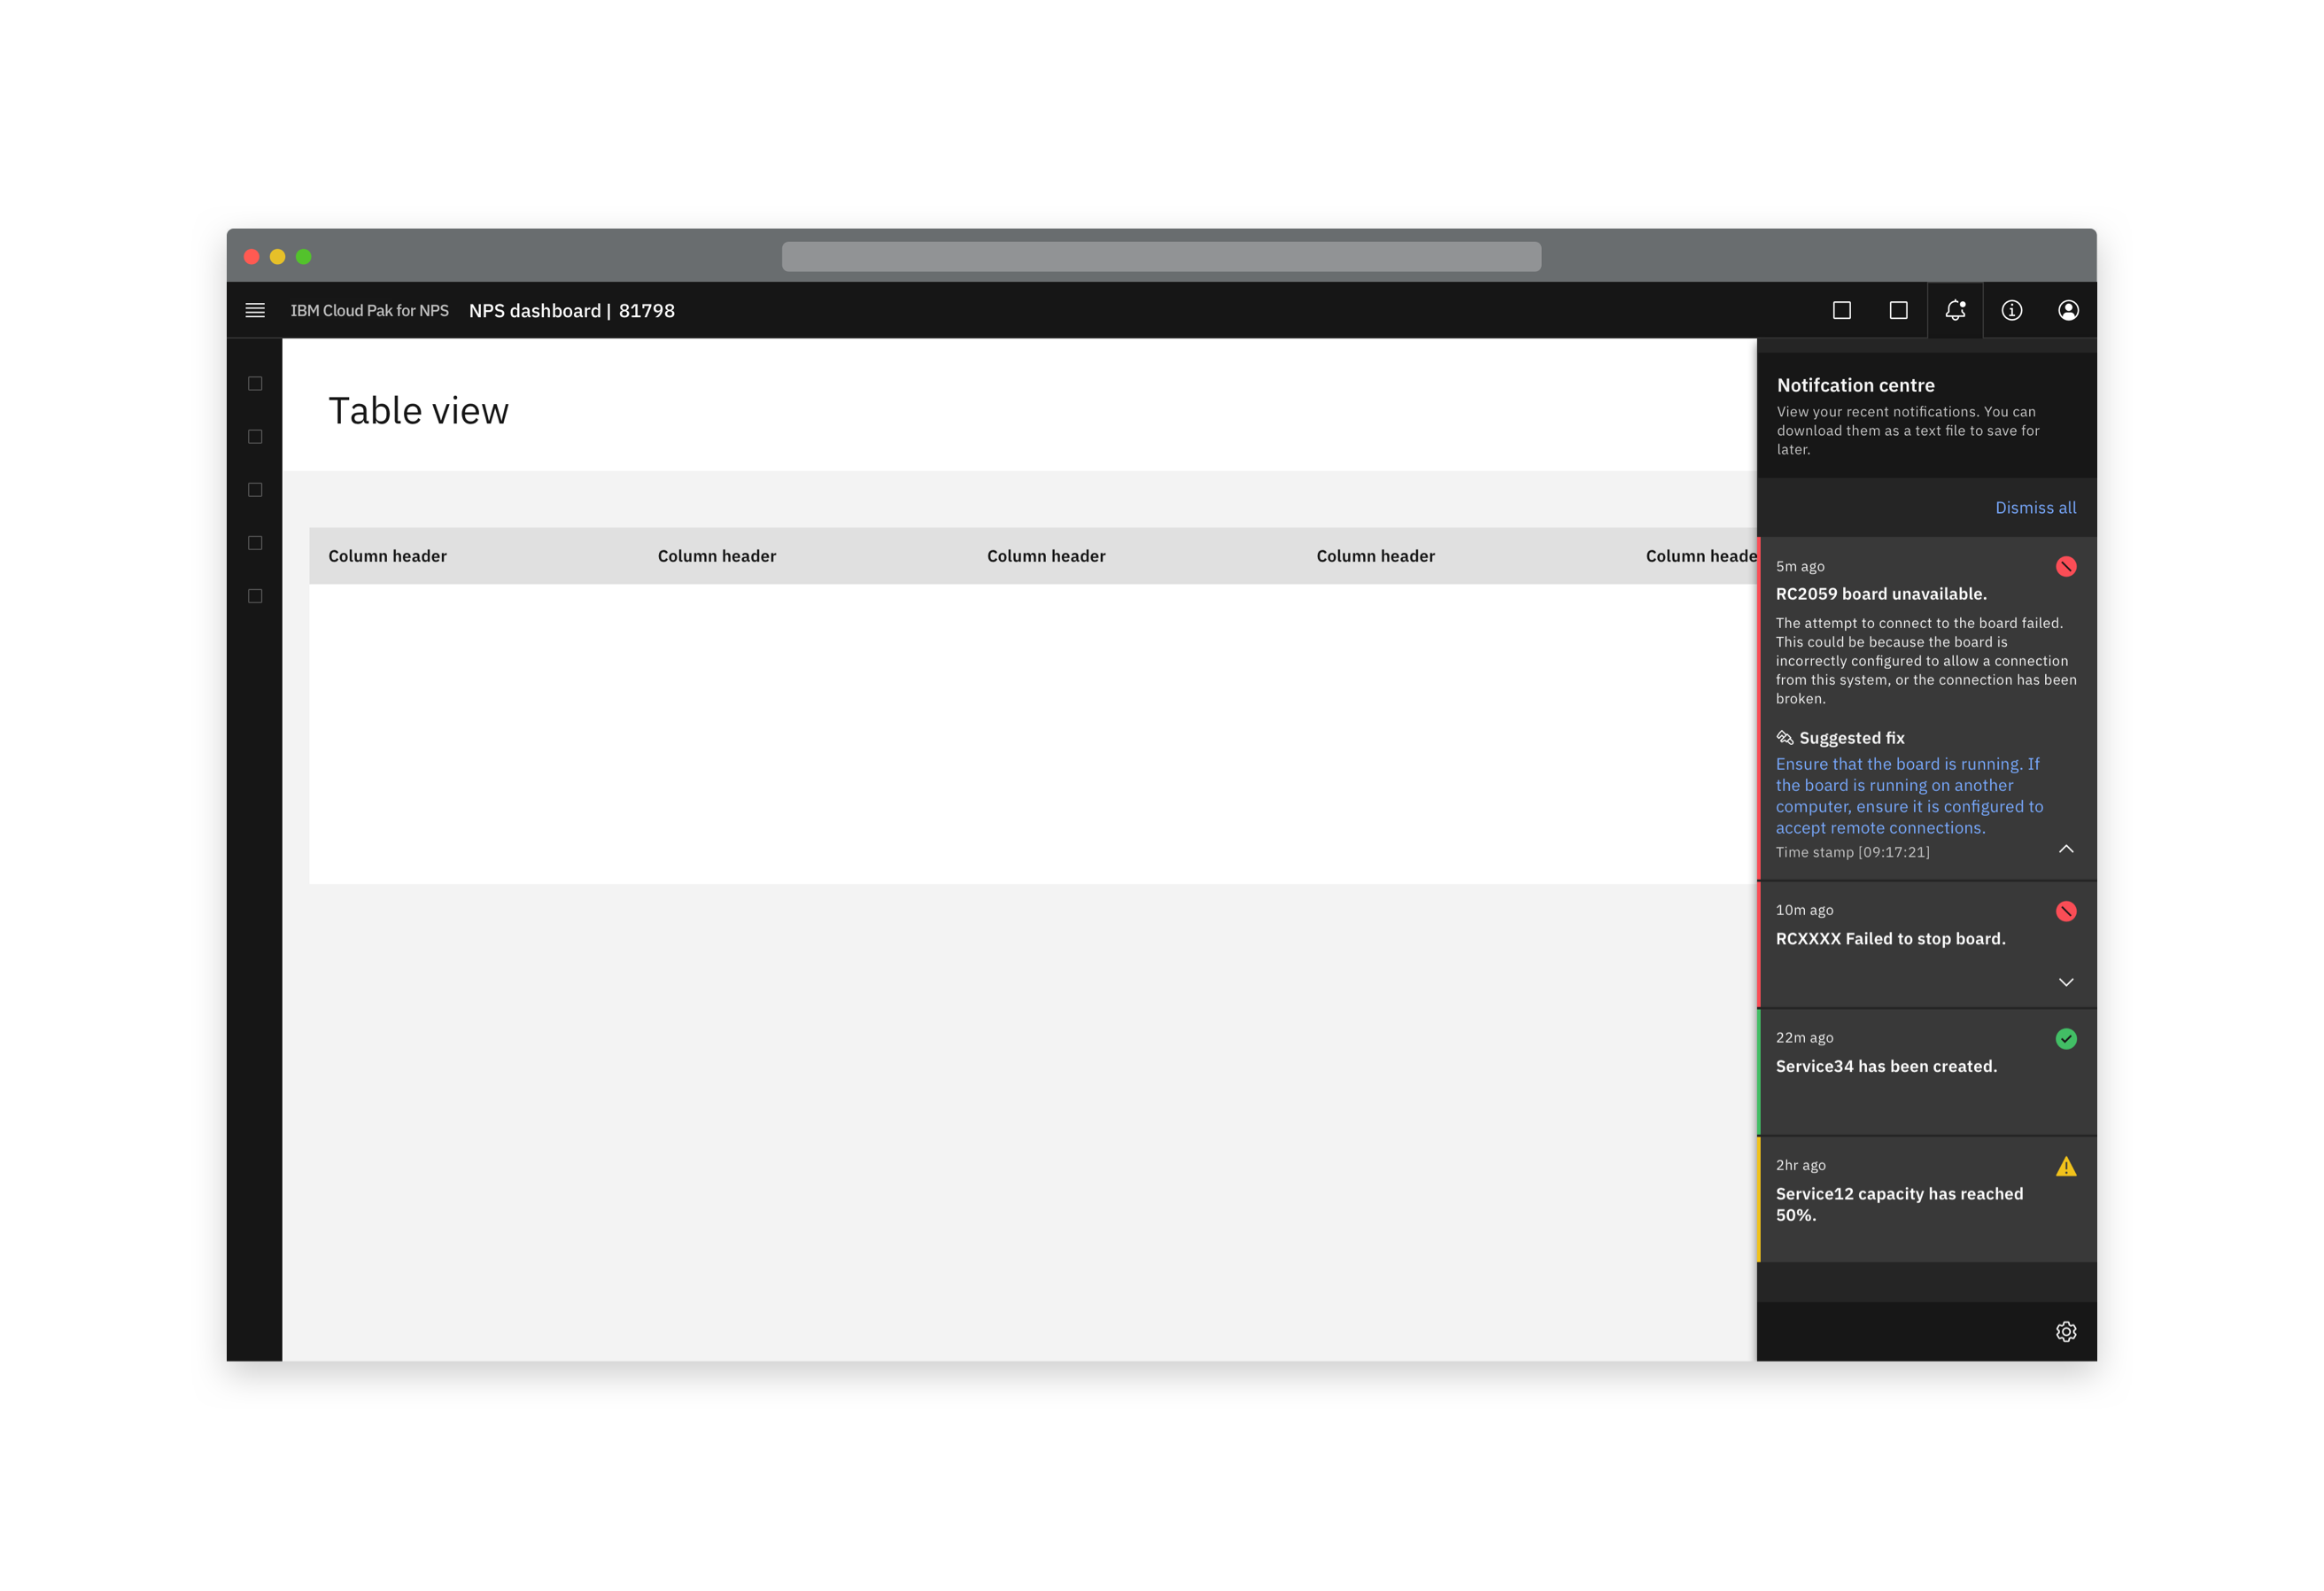 IBM Cloud Pak for NPS NPS dashboard | 81798
Table view
Column header Column header Column header Column header Column heade
Notifcation centre
View your recent notifications. You can
download them as a text file to save for
later.
Dismiss all
5m ago
RC2059 board unavailable.
The attempt to connect to the board failed.
This could be because the board is
incorrectly configured to allow a connection
from this system, or the connection has been
broken.
Suggested fix
Ensure that the board is running. If
the board is running on another
computer, ensure it is configured to
accept remote connections.
Time stamp [09:17:21]
10m ago
RCXXXX Failed to stop board.
22m ago
Service34 has been created.
2hr ago
Service12 capacity has reached
50%.